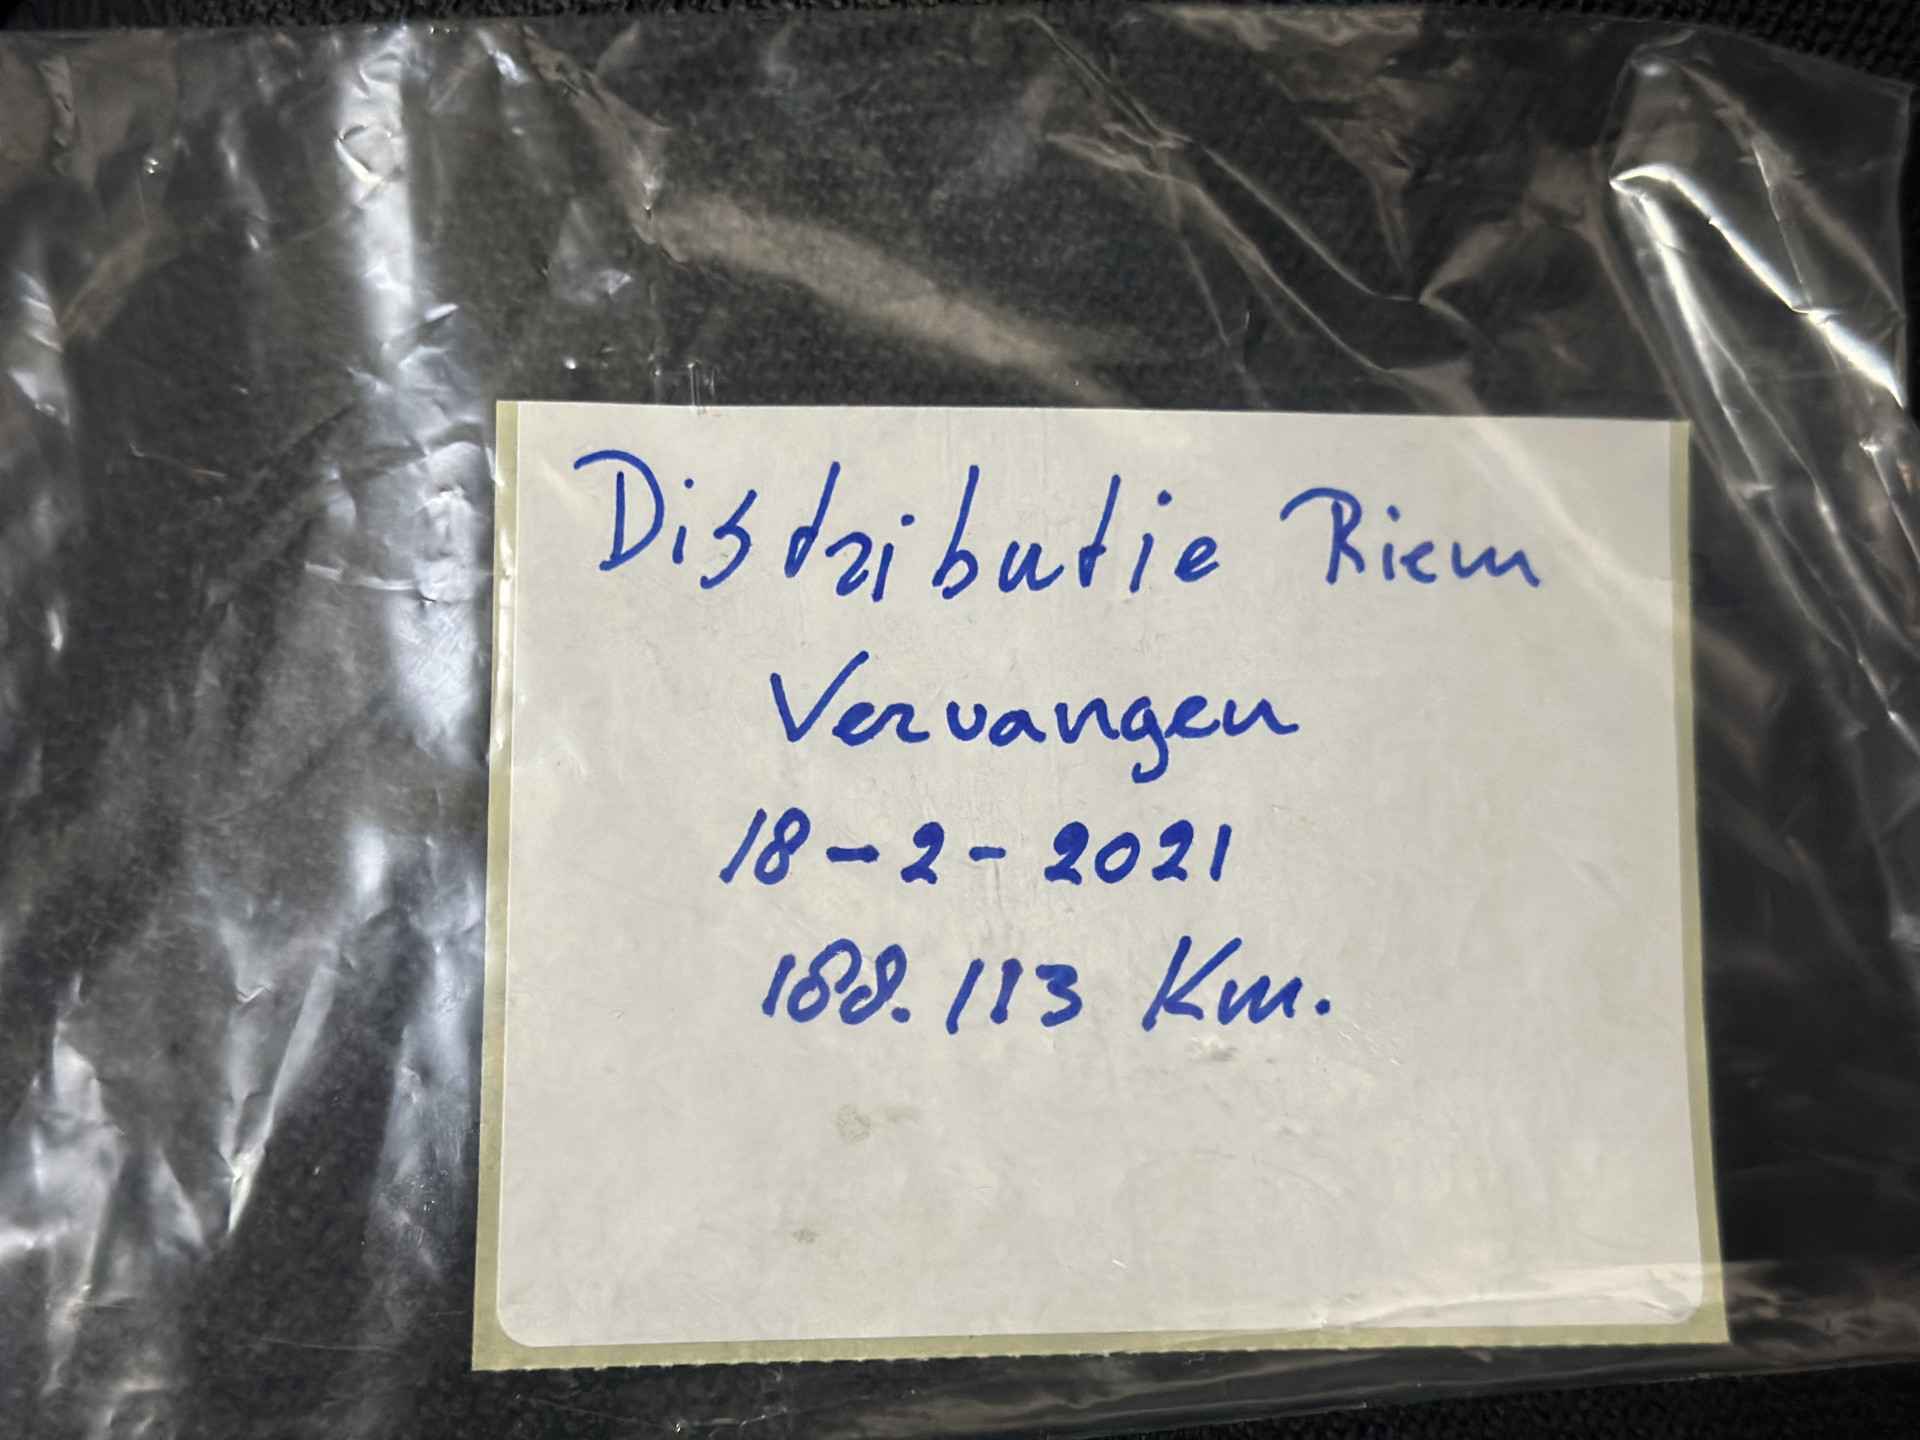 Distributie Riem
Vervangen
18-2-2021
188.113 Km.